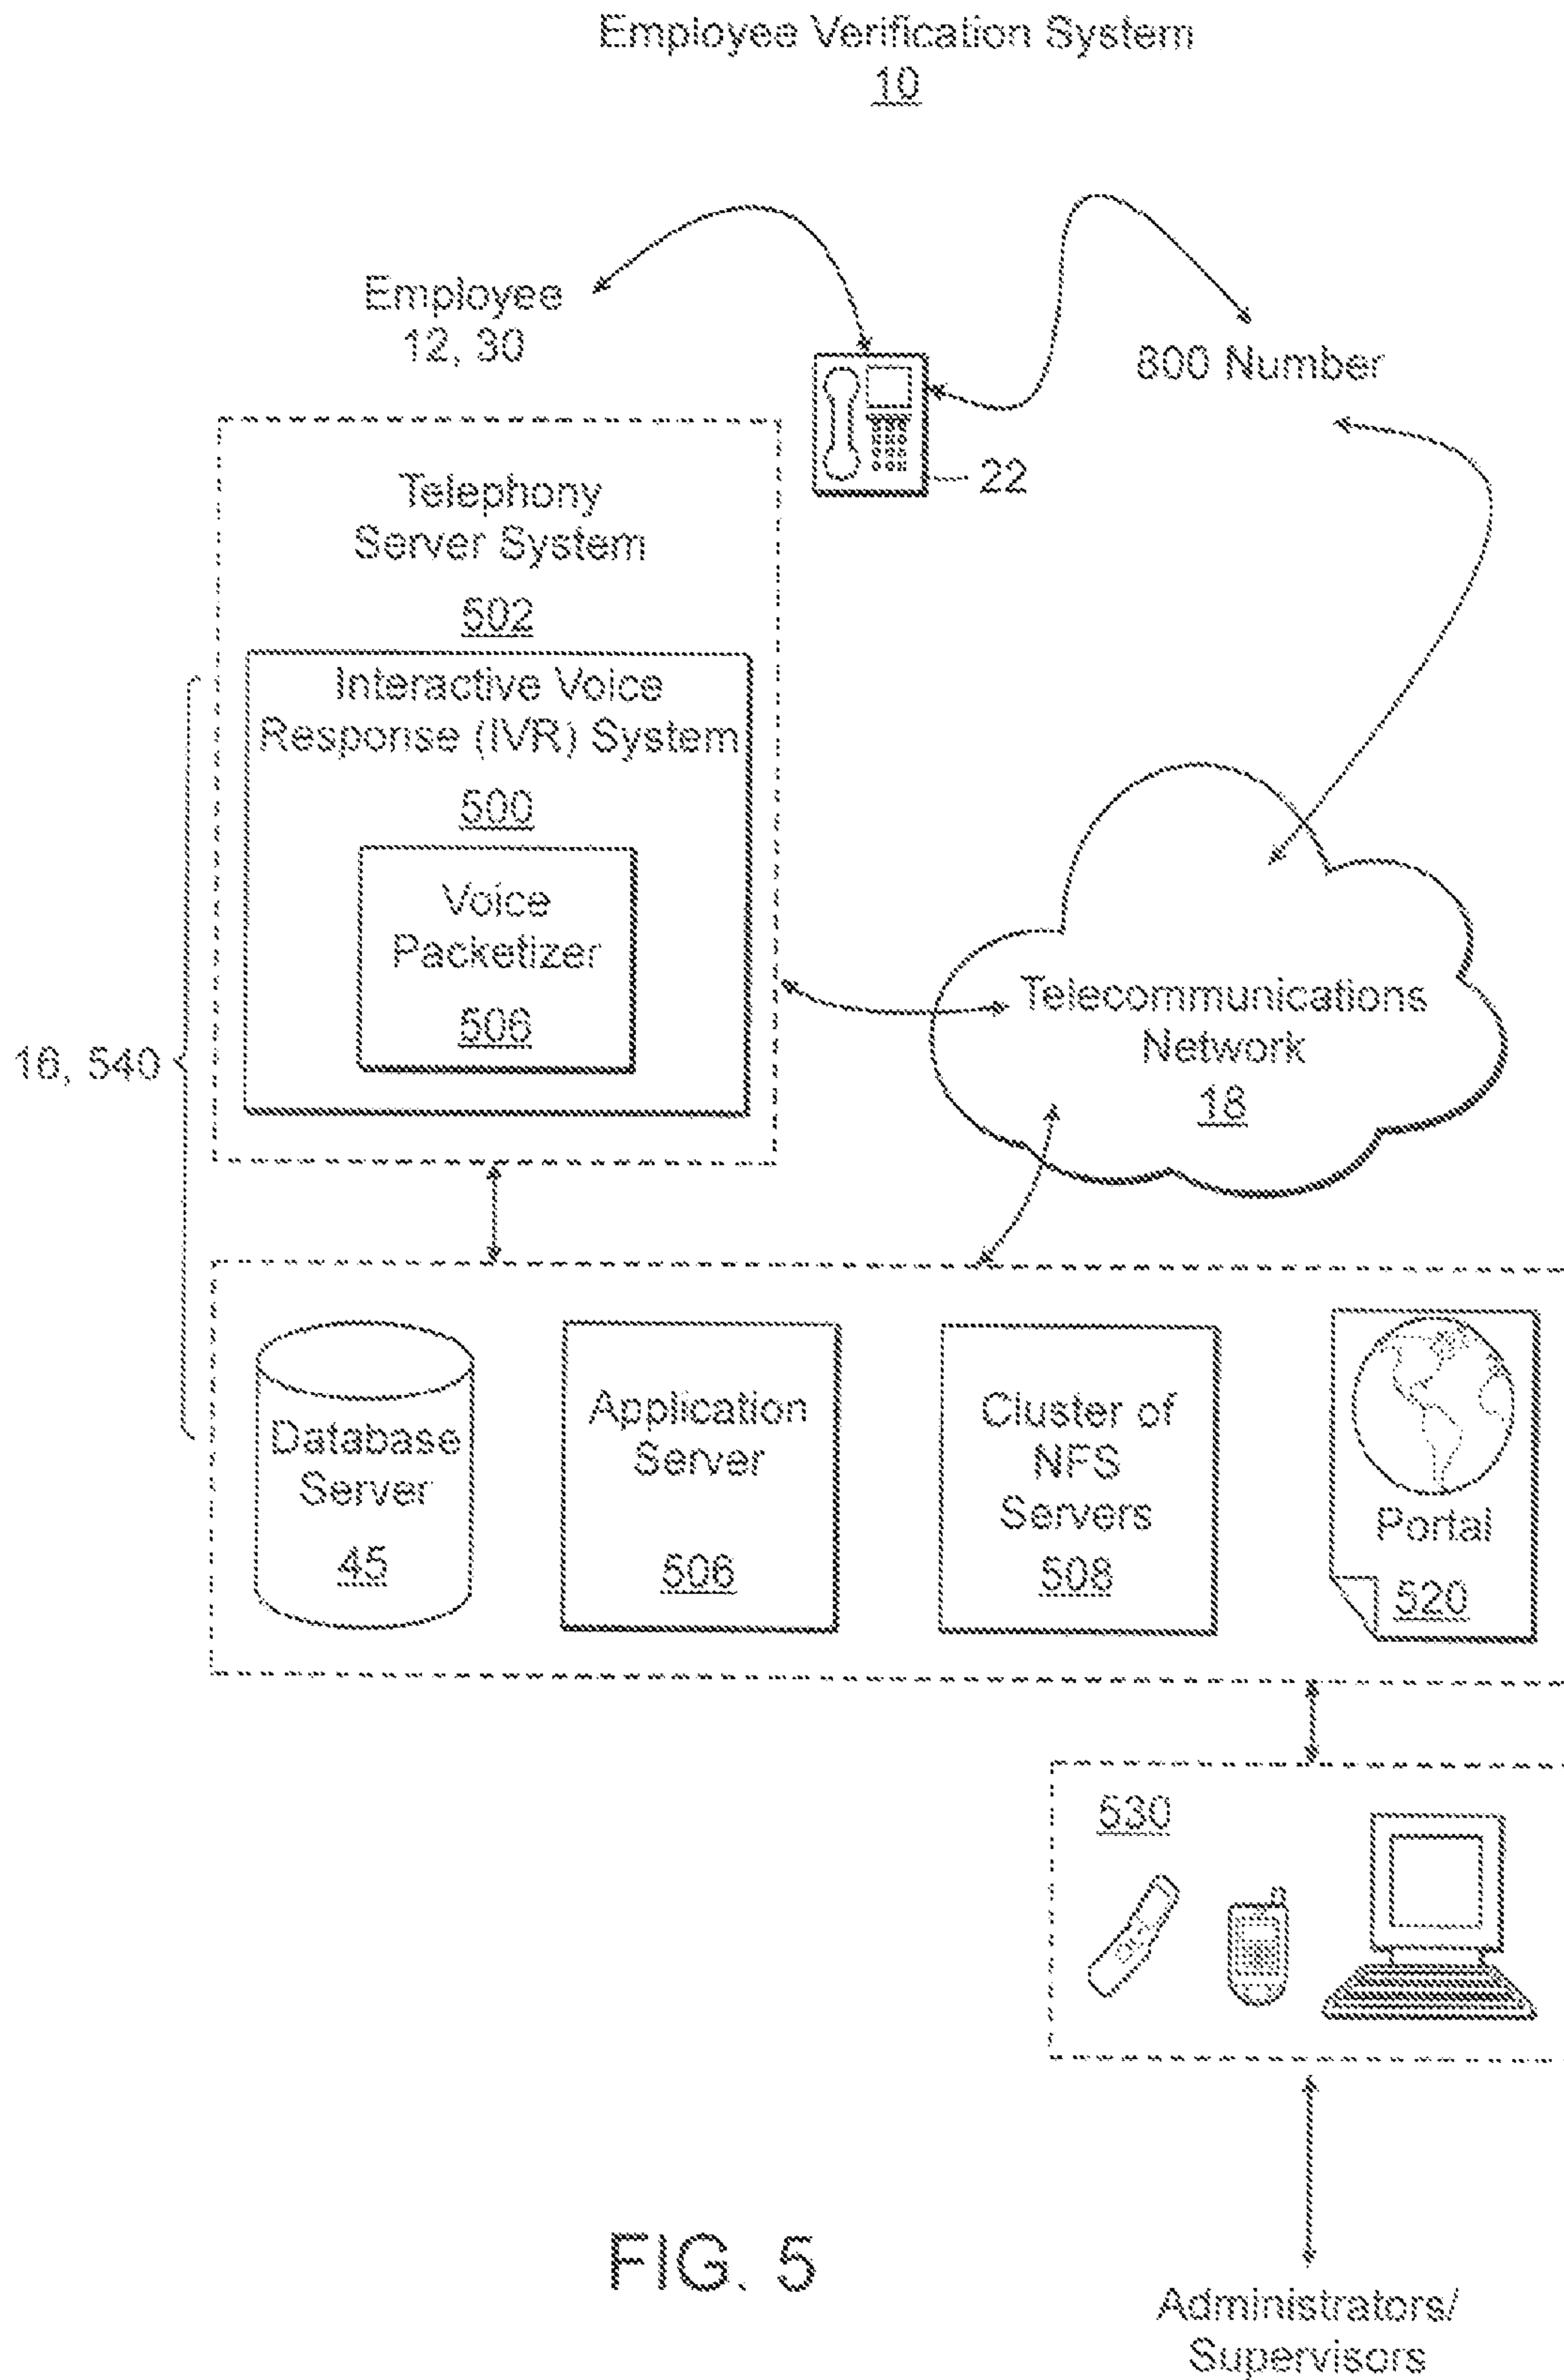 Employee Verification System
10
Employee
12, 30
800 Number
22
Telephony
Server System
502
Interactive Voice
Response (IVR) System
500
Voice
Packetizer
506
16, 540
Telecommunications
Network
18
Database
Server
45
Application
Server
506
Cluster of
NFS
Servers
508
Portal
520
530
FIG. 5
Administrators/
Supervisors